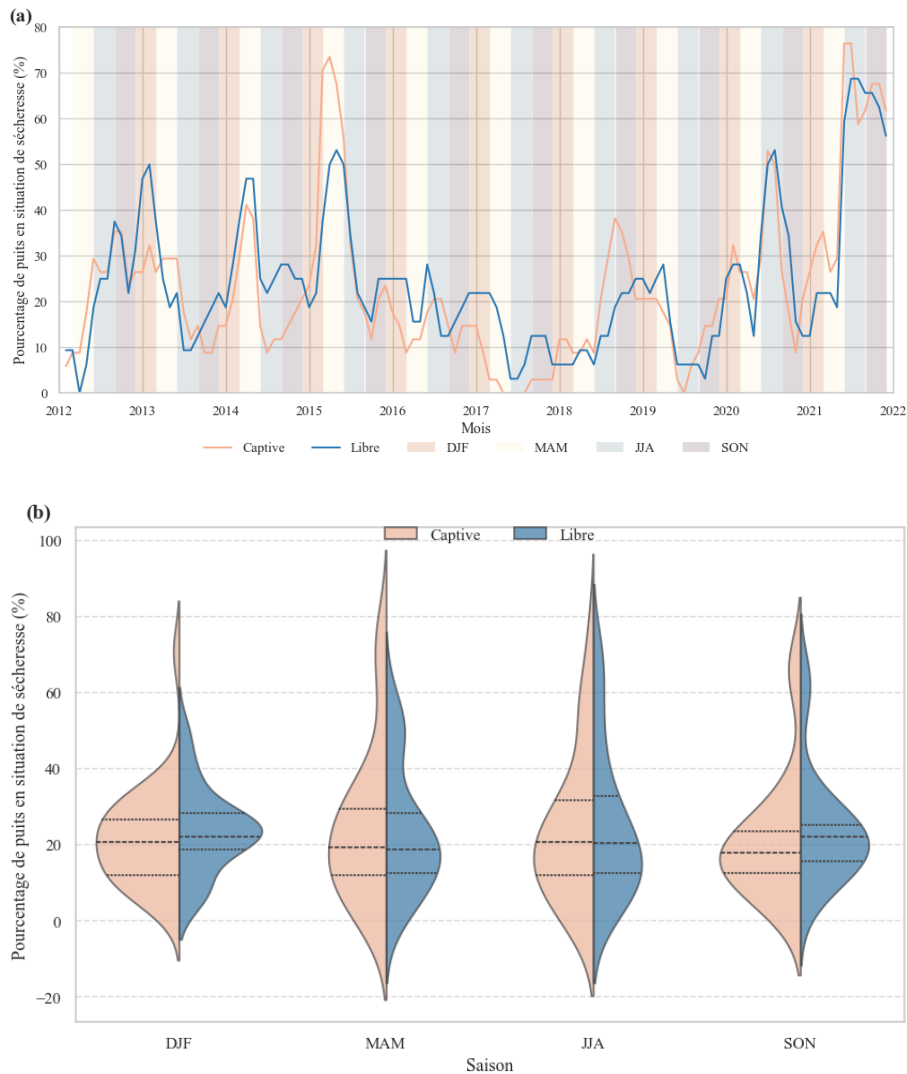 (a)
Pourcentage de puits en situation de sécheresse (%)
80
70
60
50
40
30
20
10
0
2012 2013 2014 2015 2016 2017 2018 2019 2020 2021 2022
Mois
Captive Libre DJF MAM JJA SON
(b)
Captive Libre
Pourcentage de puits en situation de sécheresse (%)
100
80
60
40
20
0
−20
DJF MAM JJA SON
Saison